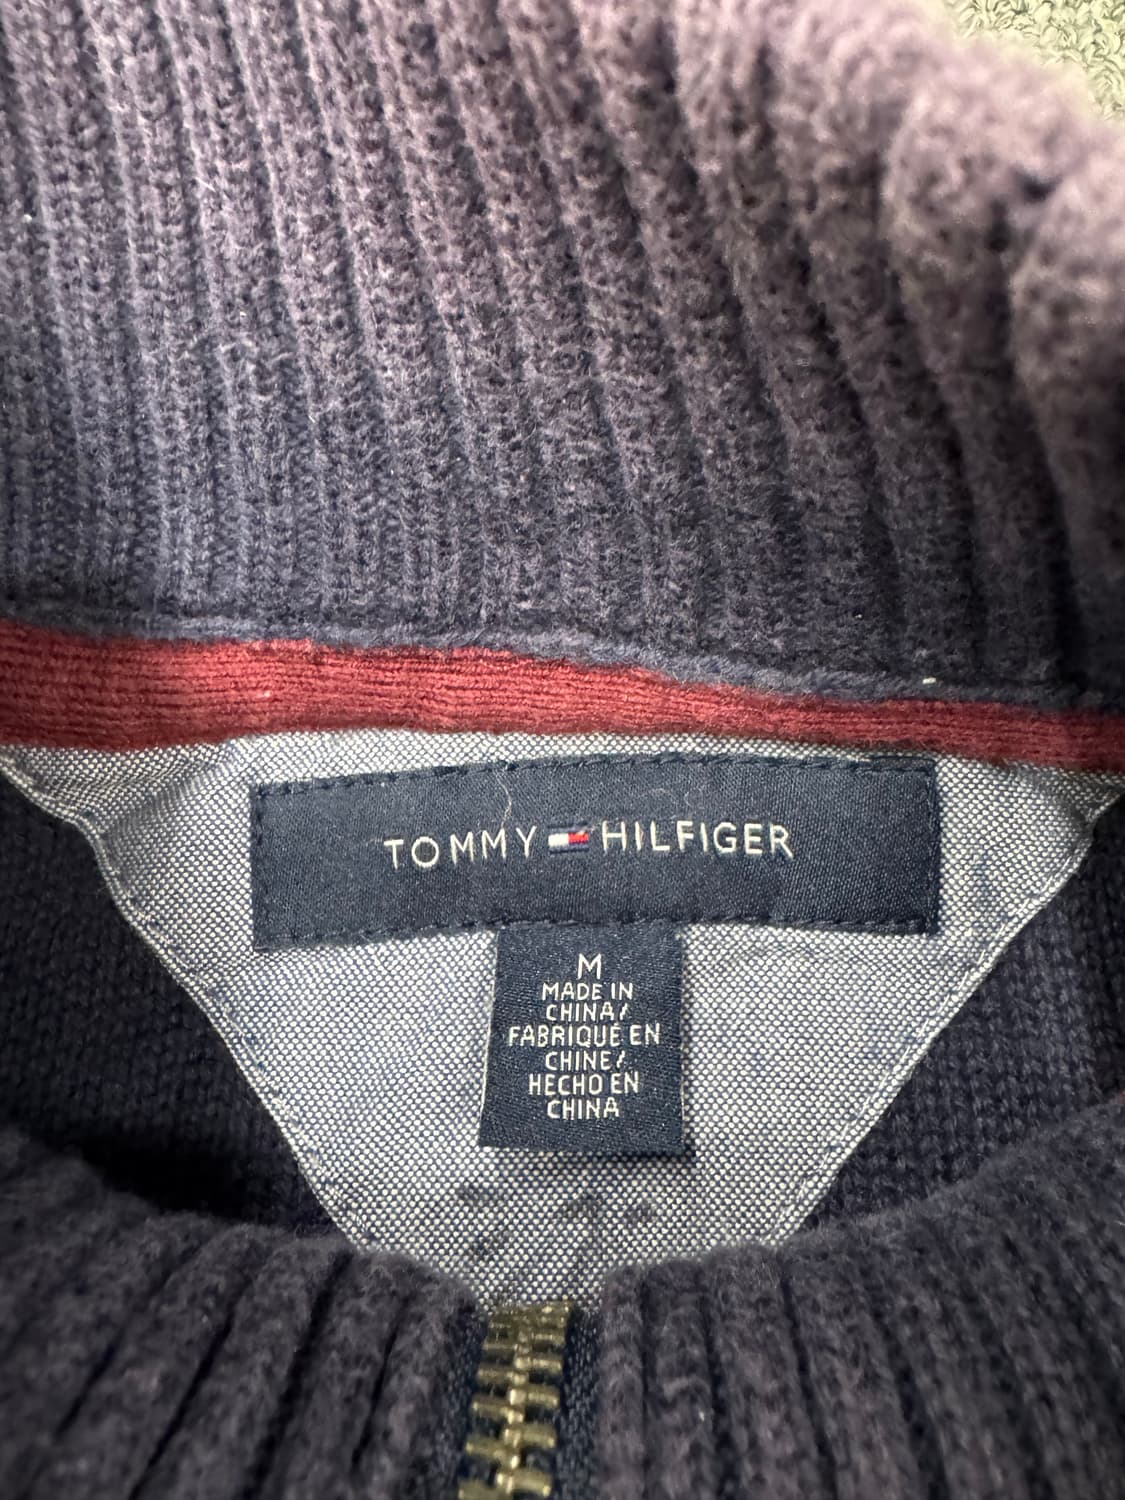 TOMMY HILFIGER
M
MADE IN
CHINA/
FABRIQUÉ EN
CHINE/
HECHO EN
CHINA